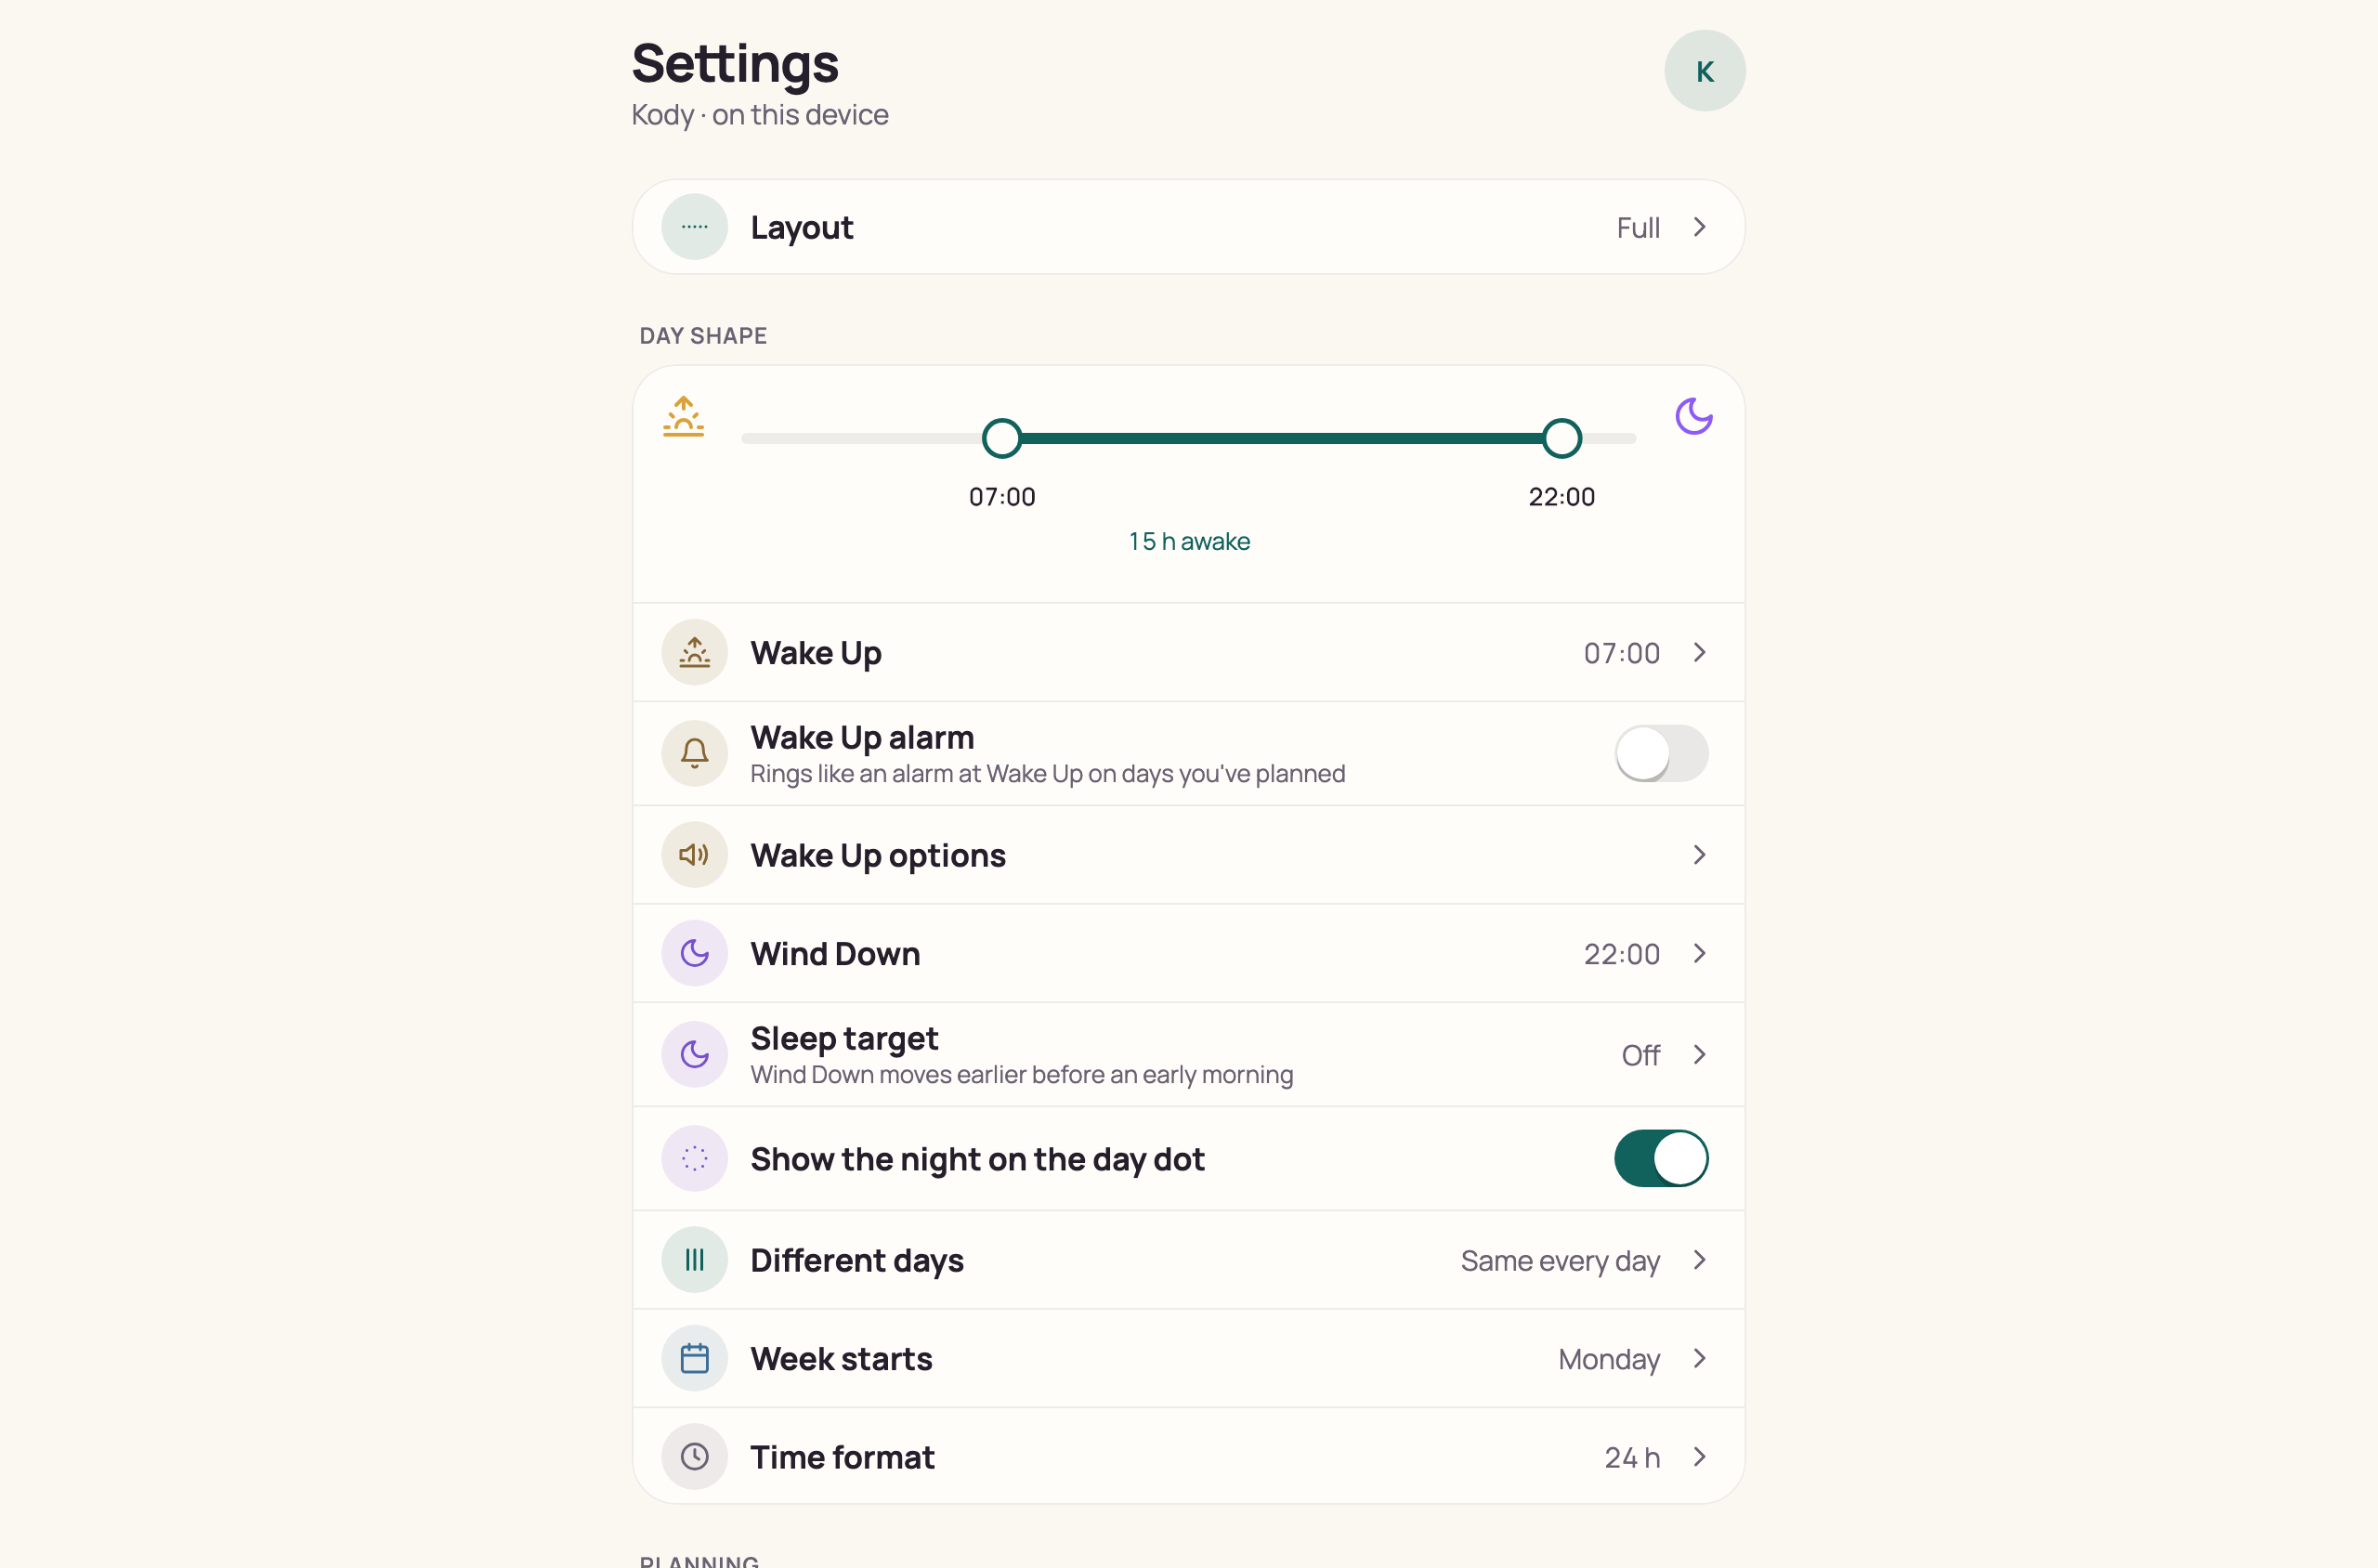 Settings
K
Kody · on this device
Layout
Full
DAY SHAPE
07:00
22:00
15 h awake
Wake Up
07:00
Wake Up alarm
Rings like an alarm at Wake Up on days you've planned
Wake Up options
Wind Down
22:00
Sleep target
Wind Down moves earlier before an early morning
Off
Show the night on the day dot
Different days
Same every day
Week starts
Monday
Time format
24 h
PLANNING